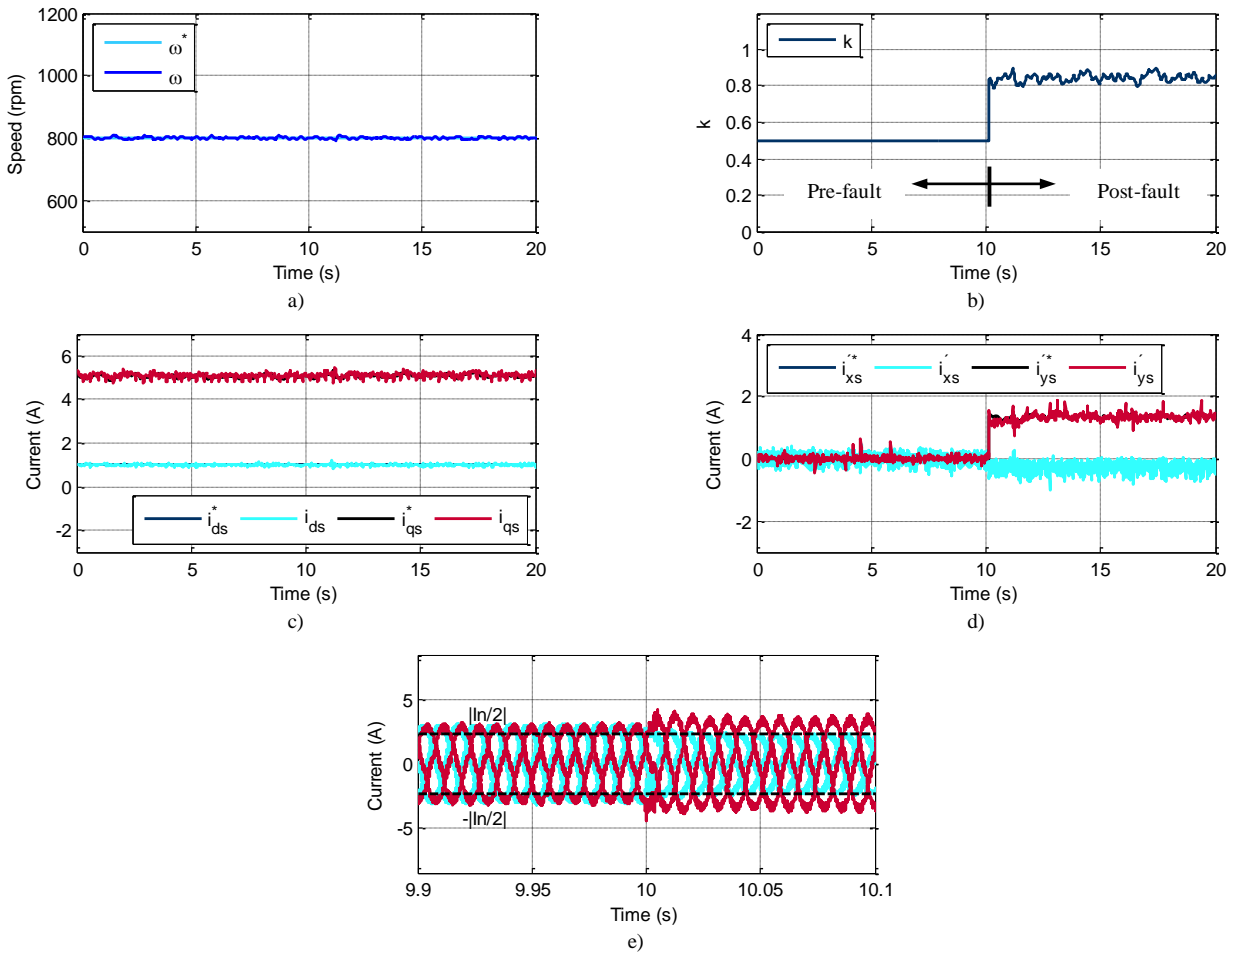 1200
1000
800
600
Speed (rpm)
ω*
ω
0 5 10 15 20
Time (s)
a)
1
0.8
0.6
0.4
0.2
0
k
k
Pre-fault
Post-fault
0 5 10 15 20
Time (s)
b)
6
4
2
0
-2
Current (A)
i*ds ids i*qs iqs
0 5 10 15 20
Time (s)
c)
4
2
0
-2
Current (A)
i´*xs i´xs i´*ys i´ys
0 5 10 15 20
Time (s)
d)
5
0
-5
Current (A)
|In/2|
-|In/2|
9.9 9.95 10 10.05 10.1
Time (s)
e)